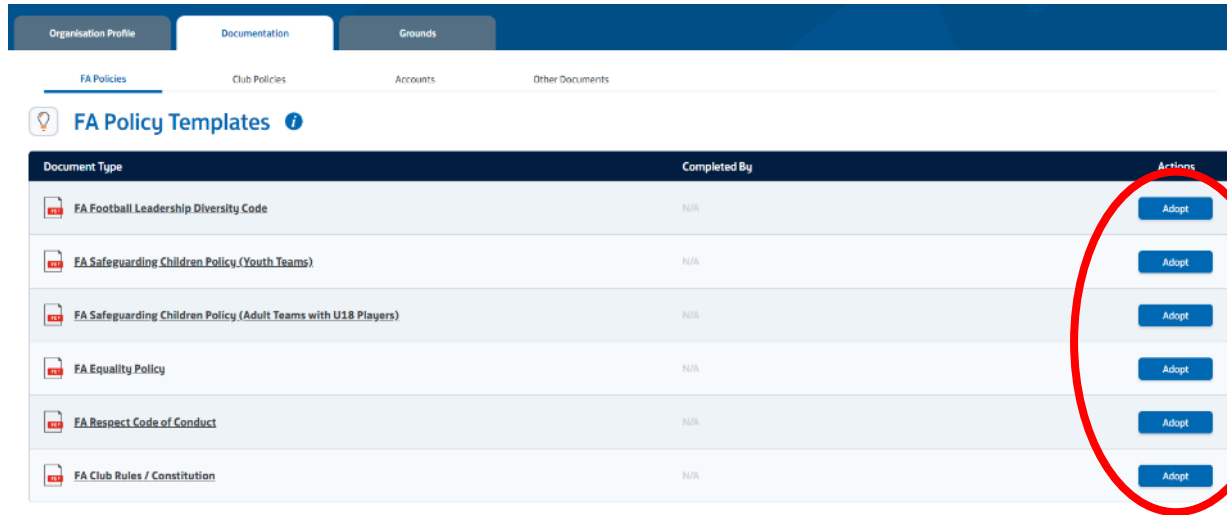 Organisation Profile Documentation Grounds
FA Policies Club Policies Accounts Other Documents
FA Policy Templates i
Document Type Completed By Actions
FA Football Leadership Diversity Code N/A Adopt
FA Safeguarding Children Policy (Youth Teams) N/A Adopt
FA Safeguarding Children Policy (Adult Teams with U18 Players) N/A Adopt
FA Equality Policy N/A Adopt
FA Respect Code of Conduct N/A Adopt
FA Club Rules / Constitution N/A Adopt